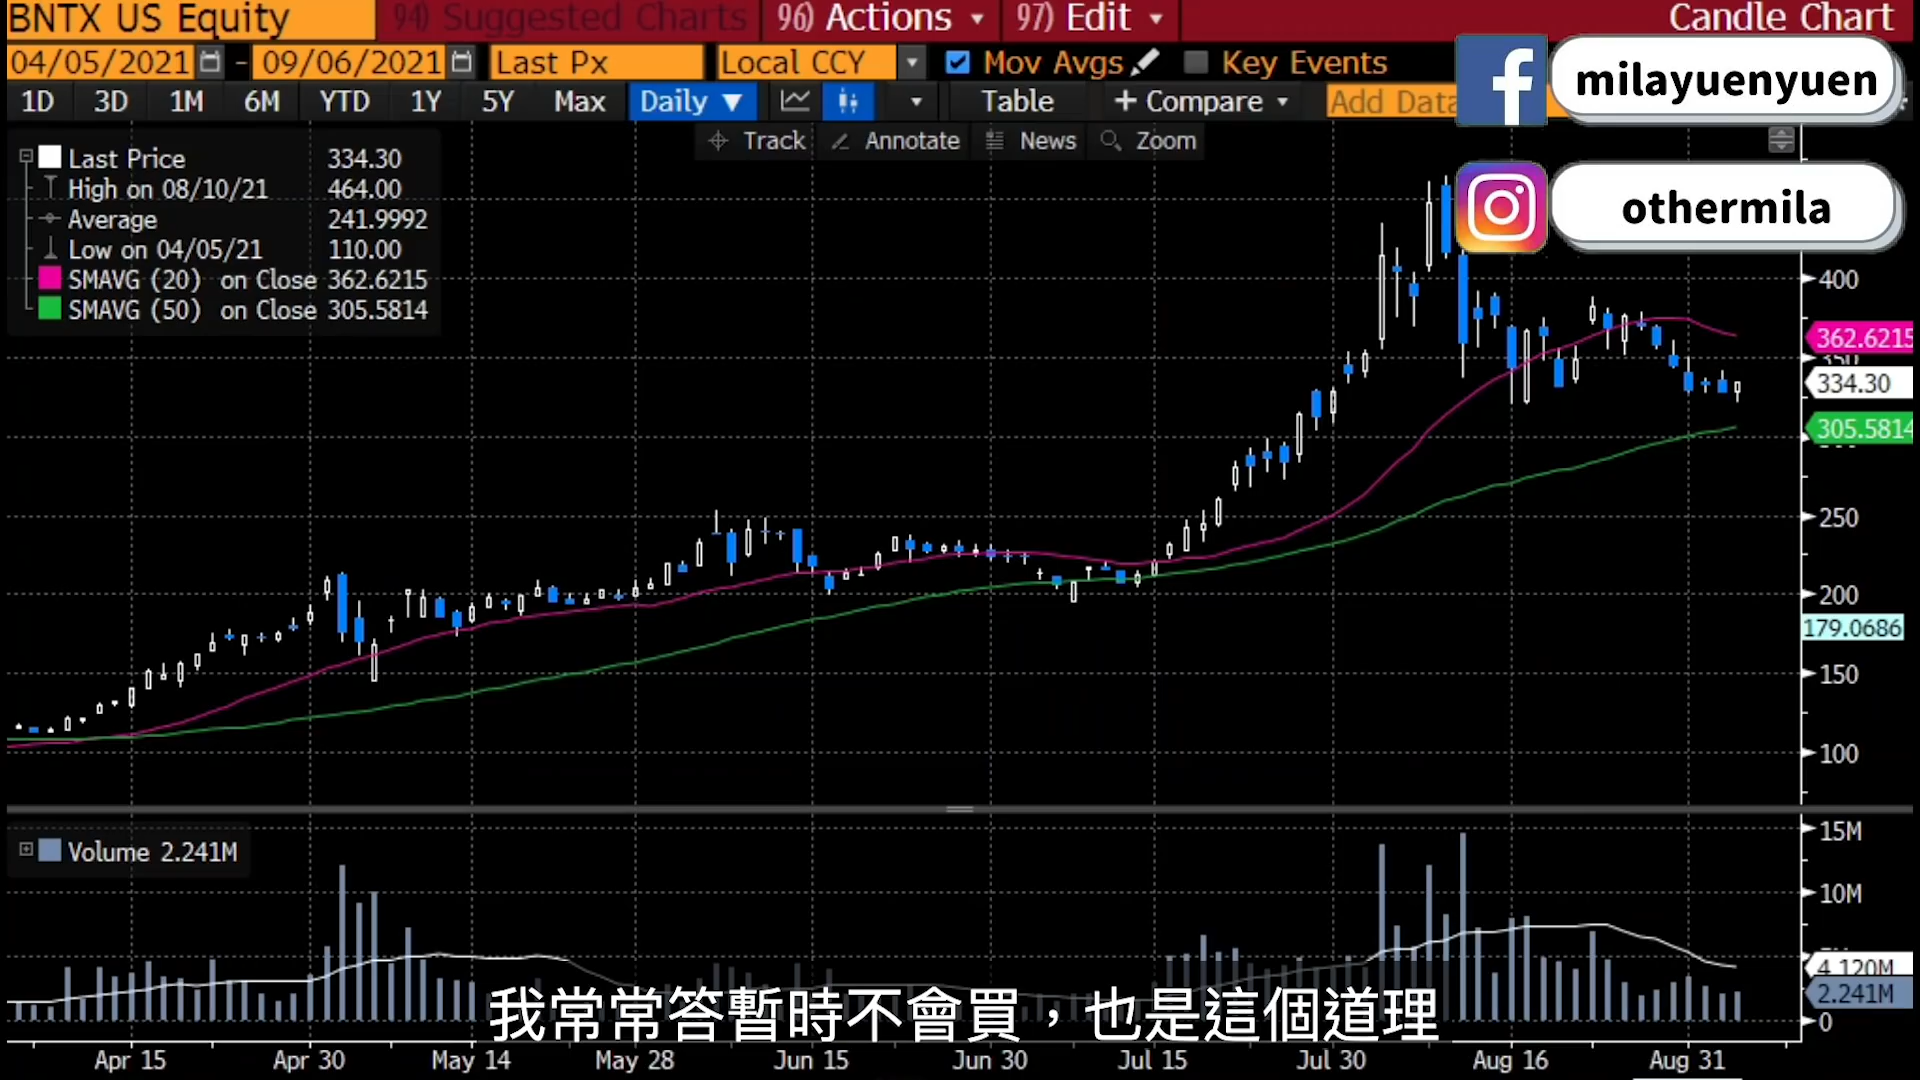 BNTX US Equity 94) Suggested Charts 96) Actions 97) Edit Candle Chart
04/05/2021 - 09/06/2021 Last Px Local CCY Mov Avgs Key Events
milayuenyuen
1D 3D 1M 6M YTD 1Y 5Y Max Daily ▼ Table + Compare Add Data
Track Annotate News Zoom
Last Price 334.30
High on 08/10/21 464.00
Average 241.9992
Low on 04/05/21 110.00
SMAVG (20) on Close 362.6215
SMAVG (50) on Close 305.5814
othermila
400
362.6215
334.30
305.5814
250
200
179.0686
150
100
Volume 2.241M
15M
10M
4.120M
2.241M
0
我常常答暫時不會買，也是這個道理
Apr 15 Apr 30 May 14 May 28 Jun 15 Jun 30 Jul 15 Jul 30 Aug 16 Aug 31